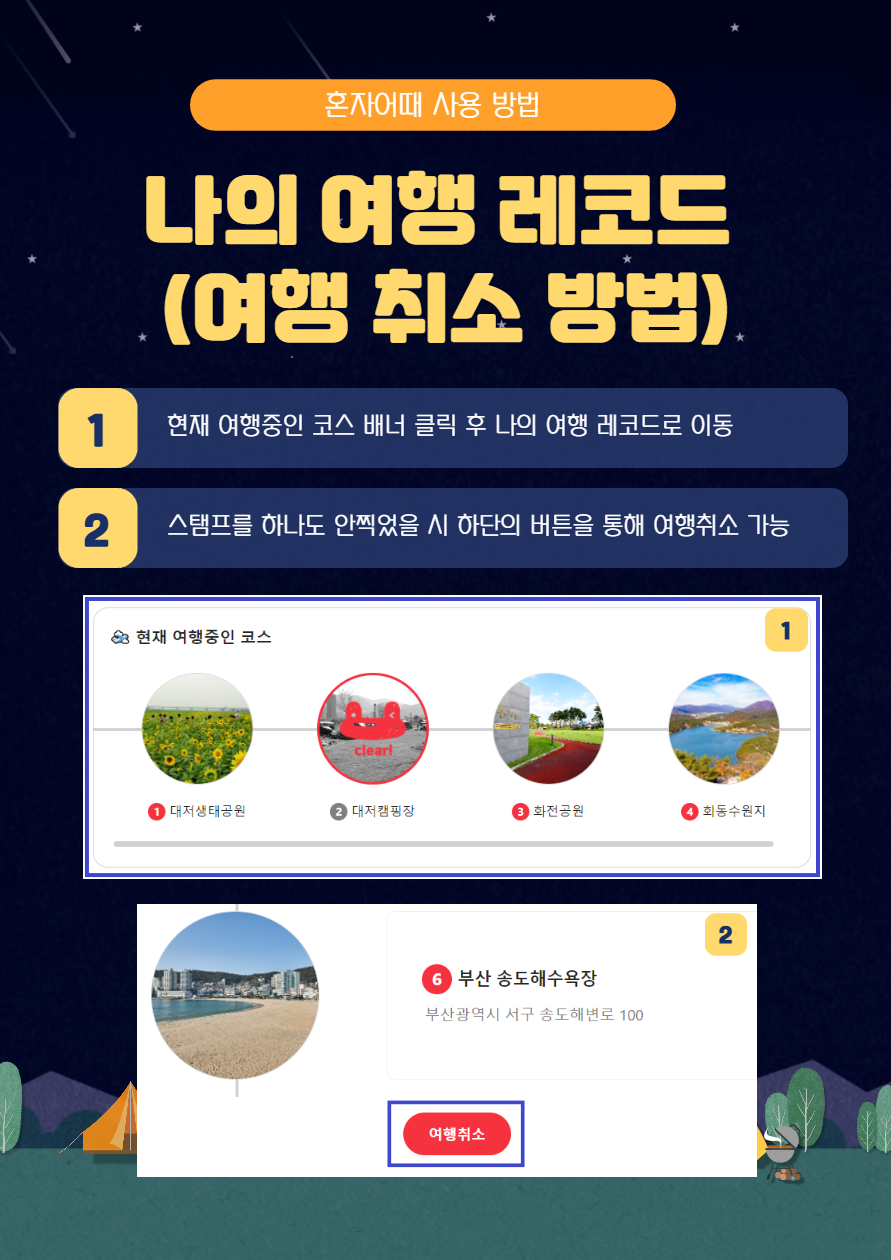 혼자어때 사용 방법
나의 여행 레코드
(여행 취소 방법)
1 현재 여행중인 코스 배너 클릭 후 나의 여행 레코드로 이동
2 스탬프를 하나도 안찍었을 시 하단의 버튼을 통해 여행취소 가능
현재 여행중인 코스
1
clear!
1 대저생태공원
2 대저캠핑장
3 화전공원
4 회동수원지
2
6 부산 송도해수욕장
부산광역시 서구 송도해변로 100
여행취소